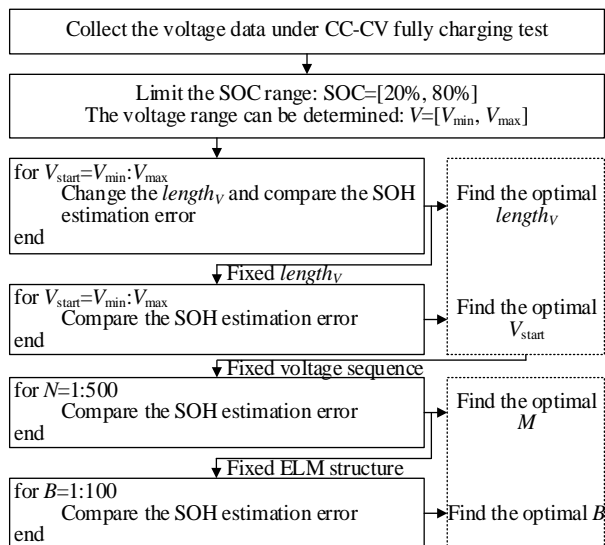 Collect the voltage data under CC-CV fully charging test
Limit the SOC range: SOC=[20%, 80%]
The voltage range can be determined: V=[Vmin, Vmax]
for Vstart=Vmin:Vmax
Change the lengthV and compare the SOH
estimation error
end
Find the optimal
lengthV
Fixed lengthV
for Vstart=Vmin:Vmax
Compare the SOH estimation error
end
Find the optimal
Vstart
Fixed voltage sequence
for N=1:500
Compare the SOH estimation error
end
Find the optimal
M
Fixed ELM structure
for B=1:100
Compare the SOH estimation error
end
Find the optimal B